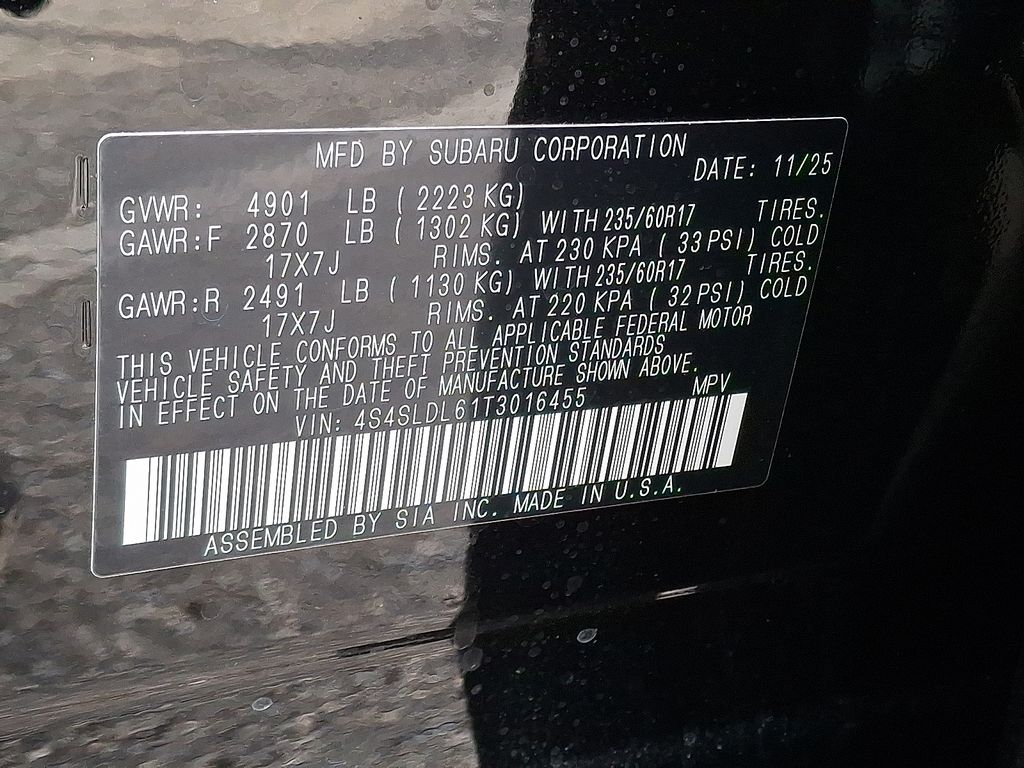 MFD BY SUBARU CORPORATION
DATE: 11/25
GVWR: 4901 LB ( 2223 KG)
GAWR:F 2870 LB ( 1302 KG) WITH 235/60R17 TIRES.
17X7J RIMS. AT 230 KPA ( 33 PSI) COLD
GAWR:R 2491 LB ( 1130 KG) WITH 235/60R17 TIRES.
17X7J RIMS. AT 220 KPA ( 32 PSI) COLD
THIS VEHICLE CONFORMS TO ALL APPLICABLE FEDERAL MOTOR
VEHICLE SAFETY AND THEFT PREVENTION STANDARDS
IN EFFECT ON THE DATE OF MANUFACTURE SHOWN ABOVE.
VIN: 4S4SLDL61T3016455 MPV
ASSEMBLED BY SIA INC. MADE IN U.S.A.